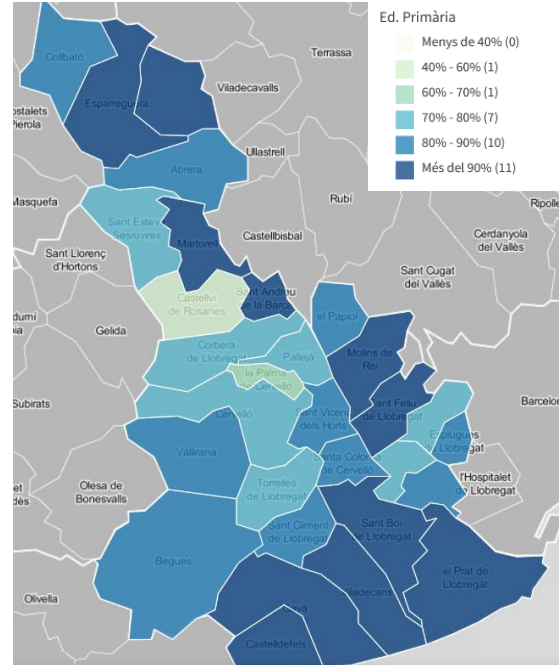 Ed. Primària
Menys de 40% (0)
40% - 60% (1)
60% - 70% (1)
70% - 80% (7)
80% - 90% (10)
Més del 90% (11)
Terrassa
Collbató
Viladecavalls
Esparreguera
Pierola
Ullastrell
Abrera
Rubí
Masquefa
Ripolle
Sant Esteve
Sesrovires
Castellbisbal
Cerdanyola
del Vallès
Martorell
Sant Llorenç
d'Hortons
Sant Cugat
del Vallès
Sant Andreu
de la Barca
Castellví
de Rosanes
el Papiol
Gelida
Corbera
de Llobregat
Pallejà
Molins de
Rei
la Palma
de Cervelló
Subirats
Barcelon
Sant Feliu
de Llobregat
Cervelló
Sant Vicenç
dels Horts
Esplugues
de Llobregat
Vallirana
Santa Coloma
de Cervelló
l'Hospitalet
de Llobregat
Olesa de
Bonesvalls
Torrelles
de Llobregat
Sant Climent
de Llobregat
Sant Boi
de Llobregat
Begues
el Prat de
Llobregat
Viladecans
Olivella
Gavà
Castelldefels